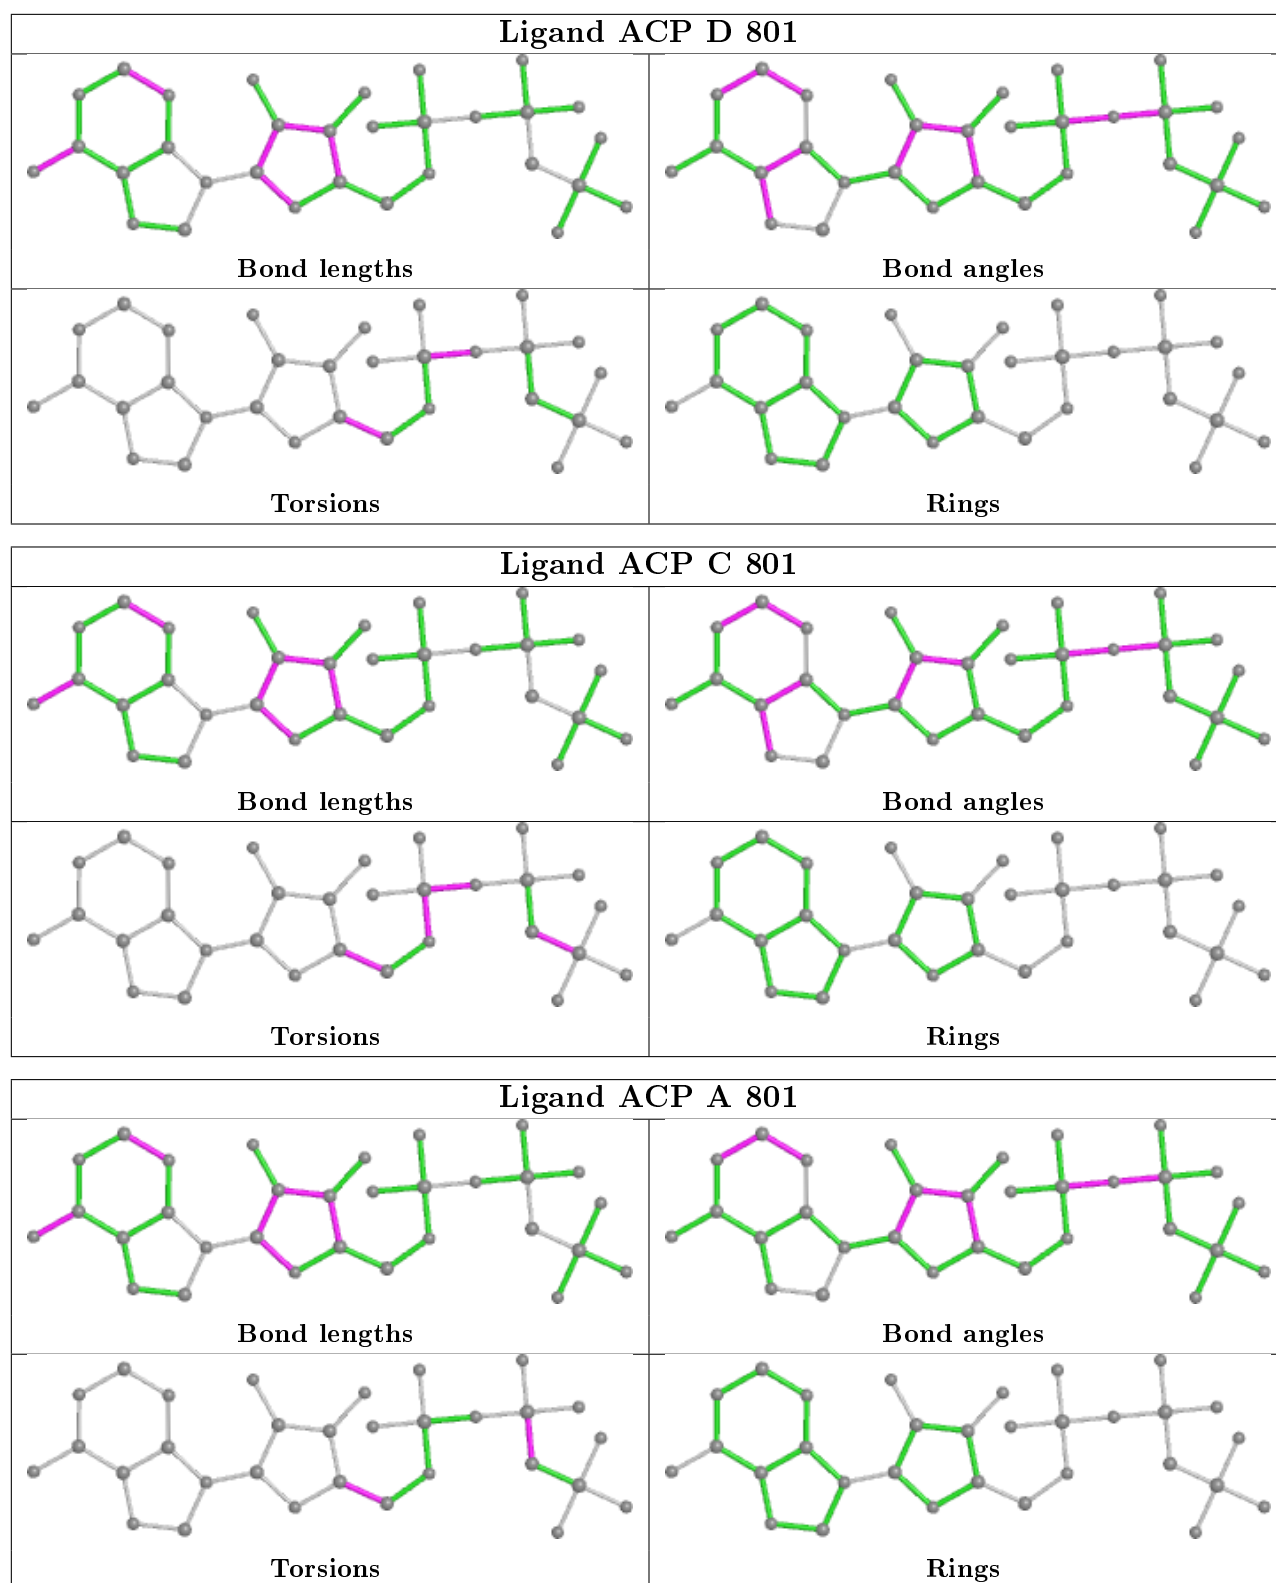 Ligand ACP D 801
Bond lengths
Bond angles
Torsions
Rings
Ligand ACP C 801
Bond lengths
Bond angles
Torsions
Rings
Ligand ACP A 801
Bond lengths
Bond angles
Torsions
Rings